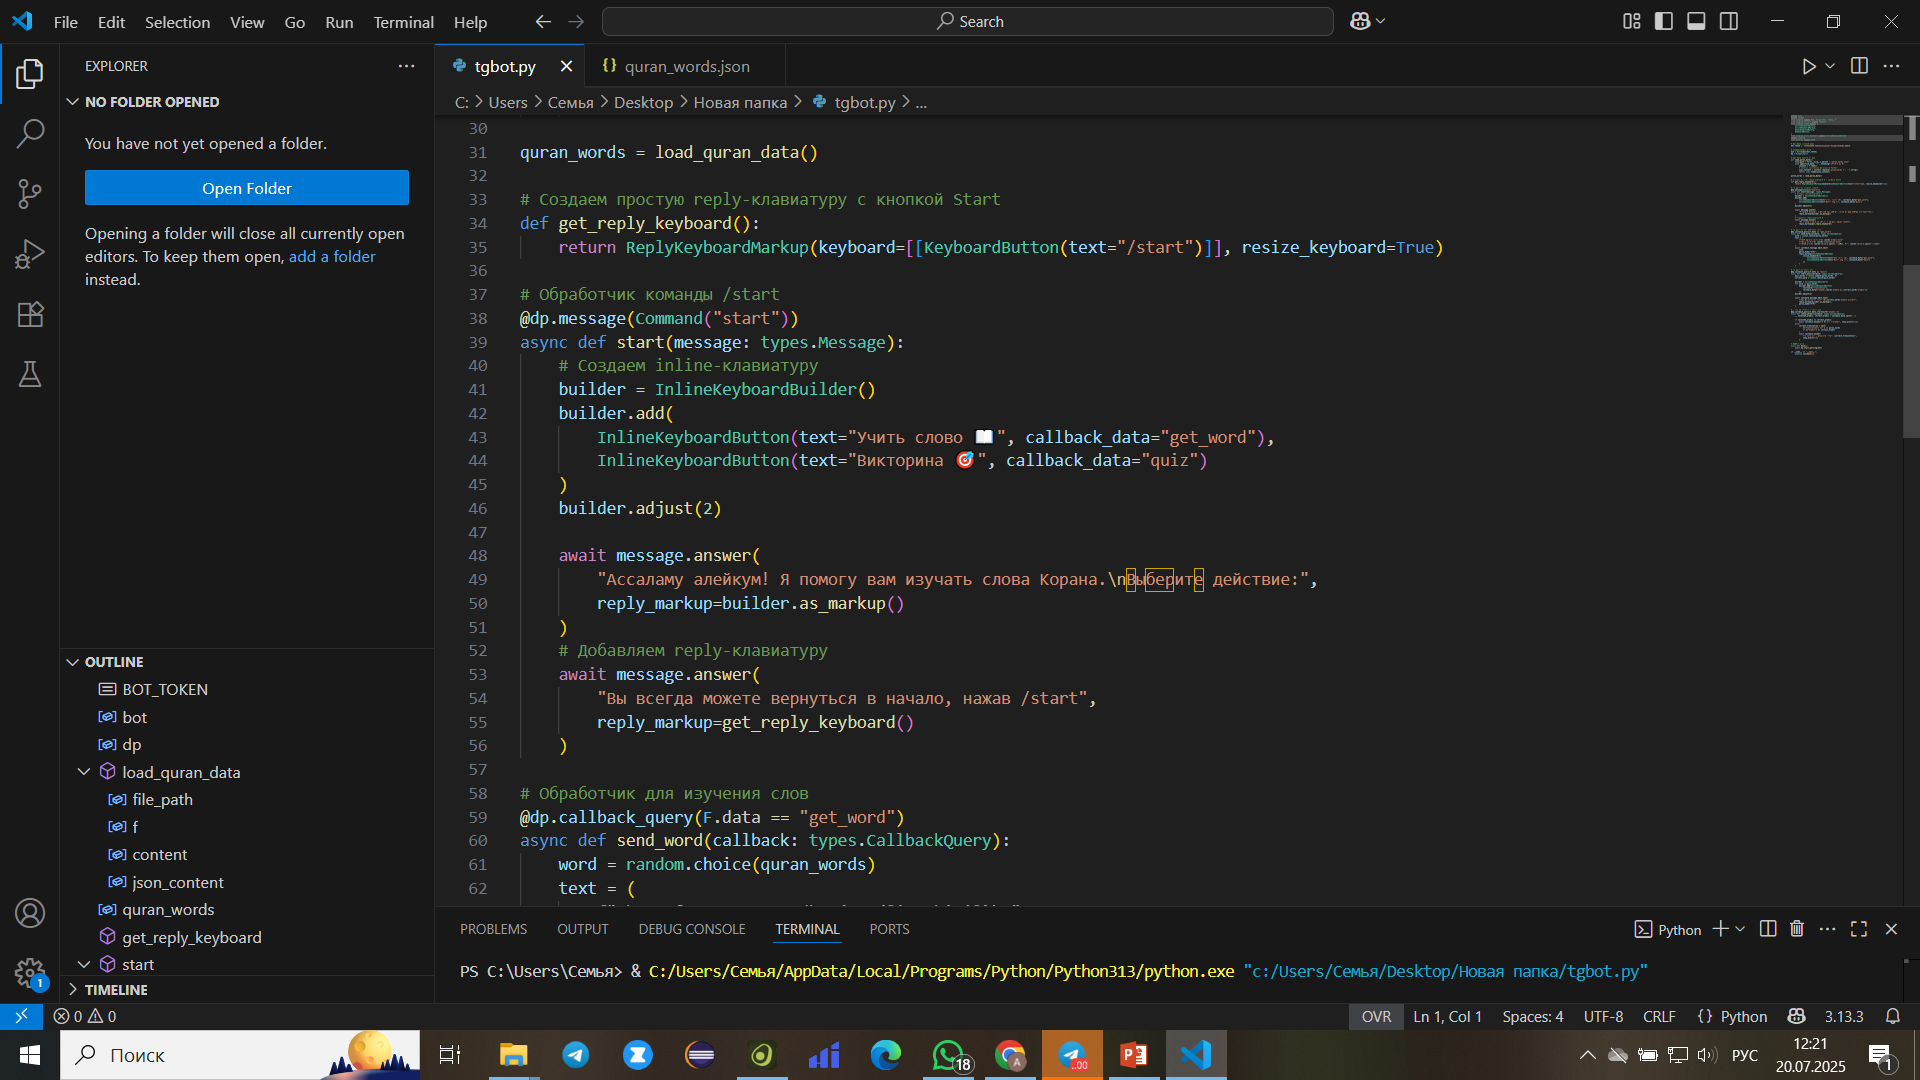 File Edit Selection View Go Run Terminal Help
Search
EXPLORER
NO FOLDER OPENED
You have not yet opened a folder.
Open Folder
Opening a folder will close all currently open
editors. To keep them open, add a folder
instead.
OUTLINE
BOT_TOKEN
bot
dp
load_quran_data
file_path
f
content
json_content
quran_words
get_reply_keyboard
start
TIMELINE
tgbot.py
quran_words.json
C: > Users > Семья > Desktop > Новая папка > tgbot.py > ...
30
31 quran_words = load_quran_data()
32
33 # Создаем простую reply-клавиатуру с кнопкой Start
34 def get_reply_keyboard():
35 return ReplyKeyboardMarkup(keyboard=[[KeyboardButton(text="/start")]], resize_keyboard=True)
36
37 # Обработчик команды /start
38 @dp.message(Command("start"))
39 async def start(message: types.Message):
40 # Создаем inline-клавиатуру
41 builder = InlineKeyboardBuilder()
42 builder.add(
43 InlineKeyboardButton(text="Учить слово 📖", callback_data="get_word"),
44 InlineKeyboardButton(text="Викторина 🎯", callback_data="quiz")
45 )
46 builder.adjust(2)
47
48 await message.answer(
49 "Ассаламу алейкум! Я помогу вам изучать слова Корана.\nВыберите действие:",
50 reply_markup=builder.as_markup()
51 )
52 # Добавляем reply-клавиатуру
53 await message.answer(
54 "Вы всегда можете вернуться в начало, нажав /start",
55 reply_markup=get_reply_keyboard()
56 )
57
58 # Обработчик для изучения слов
59 @dp.callback_query(F.data == "get_word")
60 async def send_word(callback: types.CallbackQuery):
61 word = random.choice(quran_words)
62 text = (
PROBLEMS OUTPUT DEBUG CONSOLE TERMINAL PORTS
Python
PS C:\Users\Семья> & C:/Users/Семья/AppData/Local/Programs/Python/Python313/python.exe "c:/Users/Семья/Desktop/Новая папка/tgbot.py"
1
0 0
OVR Ln 1, Col 1 Spaces: 4 UTF-8 CRLF {} Python 3.13.3
Поиск
18
A
..00
РУС
12:21
20.07.2025
1